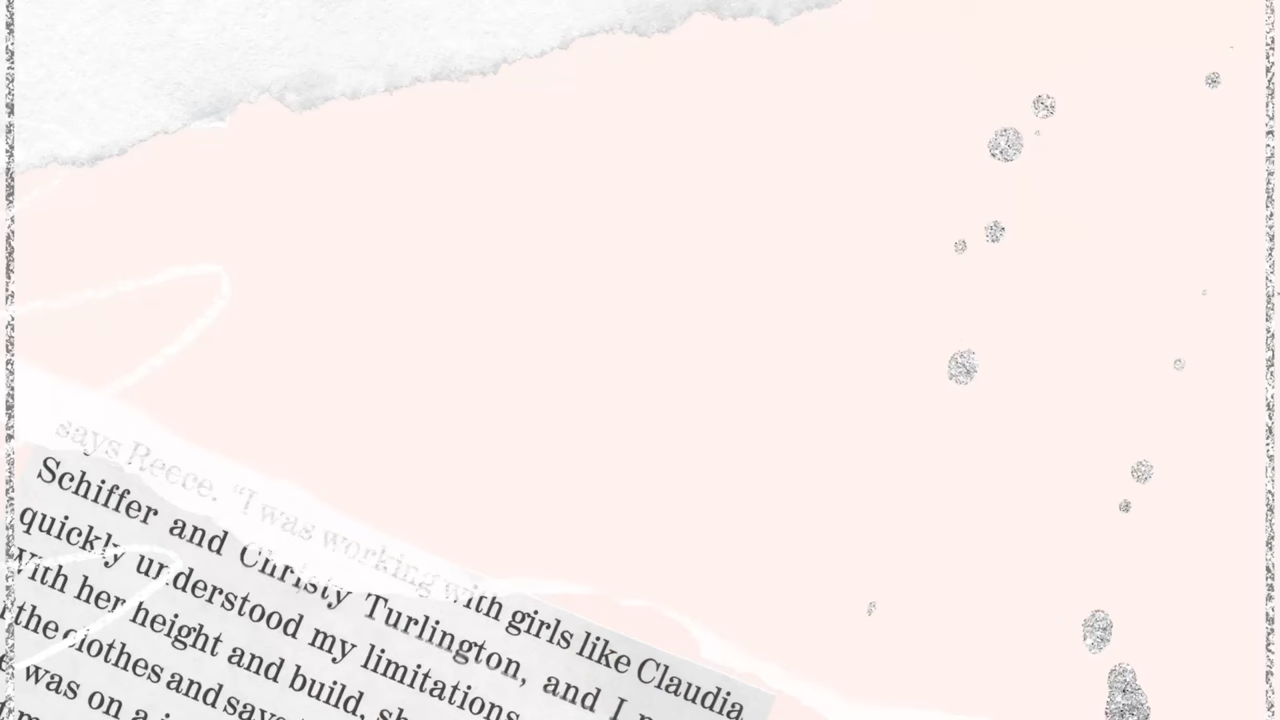 says Reece. "I was working with girls like Claudia
Schiffer and Christy Turlington, and I
quickly understood my limitations
With her height and build,
the clothes and
was on a